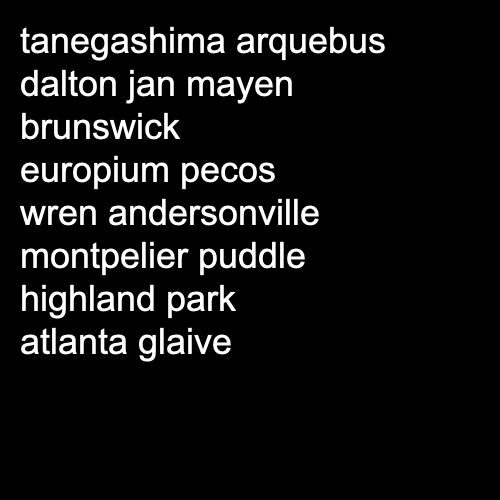 tanegashima arquebus
dalton jan mayen
brunswick
europium pecos
wren andersonville
montpelier puddle
highland park
atlanta glaive